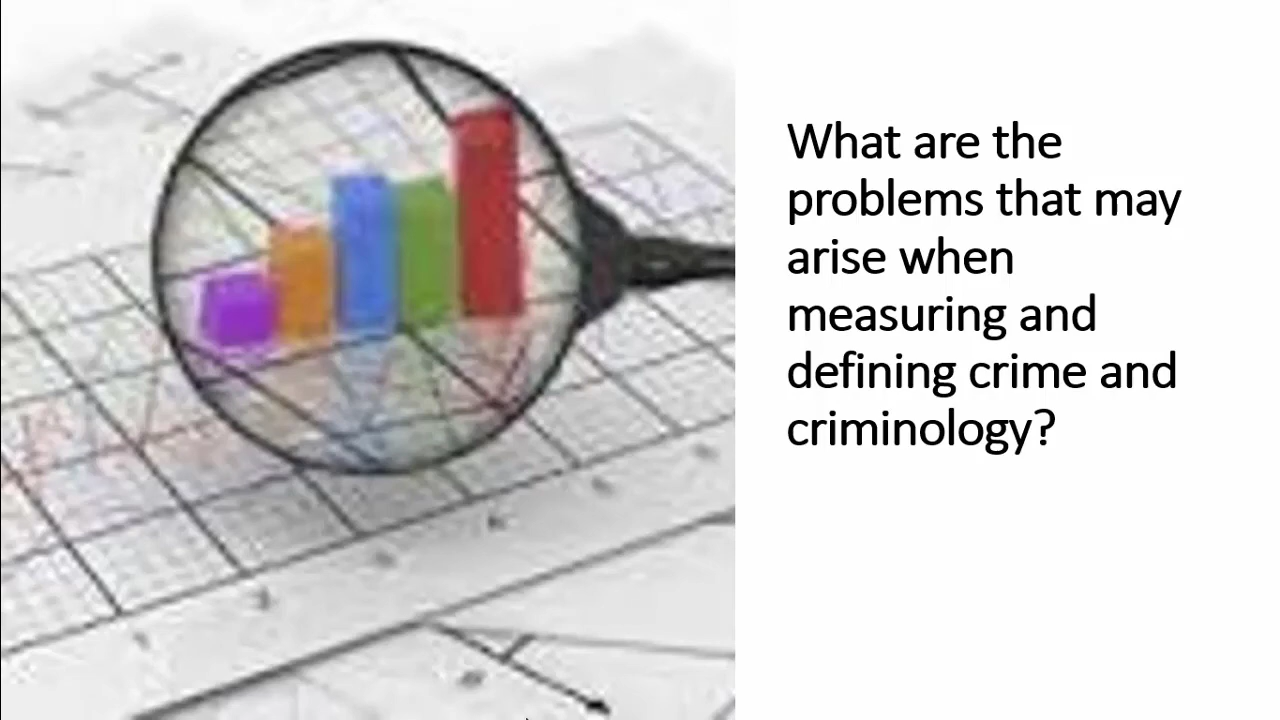 What are the
problems that may
arise when
measuring and
defining crime and
criminology?